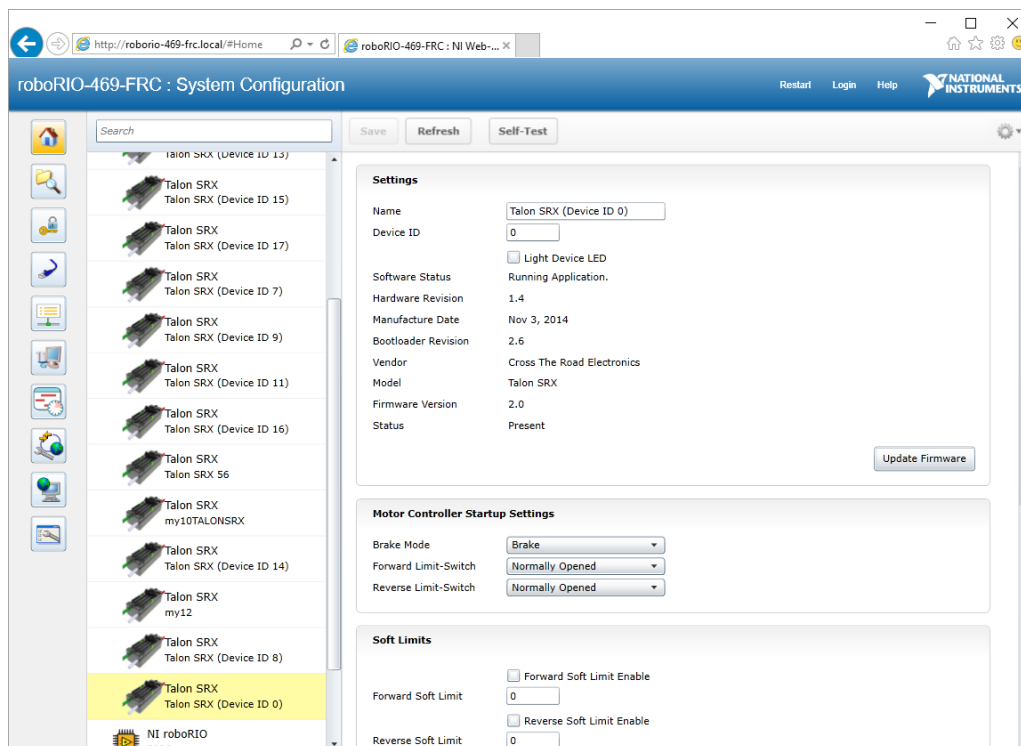 http://roborio-469-frc.local/#Home
roboRIO-469-FRC : NI Web-...
roboRIO-469-FRC : System Configuration
Restart
Login
Help
NATIONAL INSTRUMENTS
Search
Save
Refresh
Self-Test
Talon SRX (Device ID 13)
Talon SRX
Talon SRX (Device ID 15)
Talon SRX
Talon SRX (Device ID 17)
Talon SRX
Talon SRX (Device ID 7)
Talon SRX
Talon SRX (Device ID 9)
Talon SRX
Talon SRX (Device ID 11)
Talon SRX
Talon SRX (Device ID 16)
Talon SRX
Talon SRX 56
Talon SRX
my10TALONSRX
Talon SRX
Talon SRX (Device ID 14)
Talon SRX
my12
Talon SRX
Talon SRX (Device ID 8)
Talon SRX
Talon SRX (Device ID 0)
NI roboRIO
Settings
Name Talon SRX (Device ID 0)
Device ID 0
Light Device LED
Software Status Running Application.
Hardware Revision 1.4
Manufacture Date Nov 3, 2014
Bootloader Revision 2.6
Vendor Cross The Road Electronics
Model Talon SRX
Firmware Version 2.0
Status Present
Update Firmware
Motor Controller Startup Settings
Brake Mode Brake
Forward Limit-Switch Normally Opened
Reverse Limit-Switch Normally Opened
Soft Limits
Forward Soft Limit Enable
Forward Soft Limit 0
Reverse Soft Limit Enable
Reverse Soft Limit 0